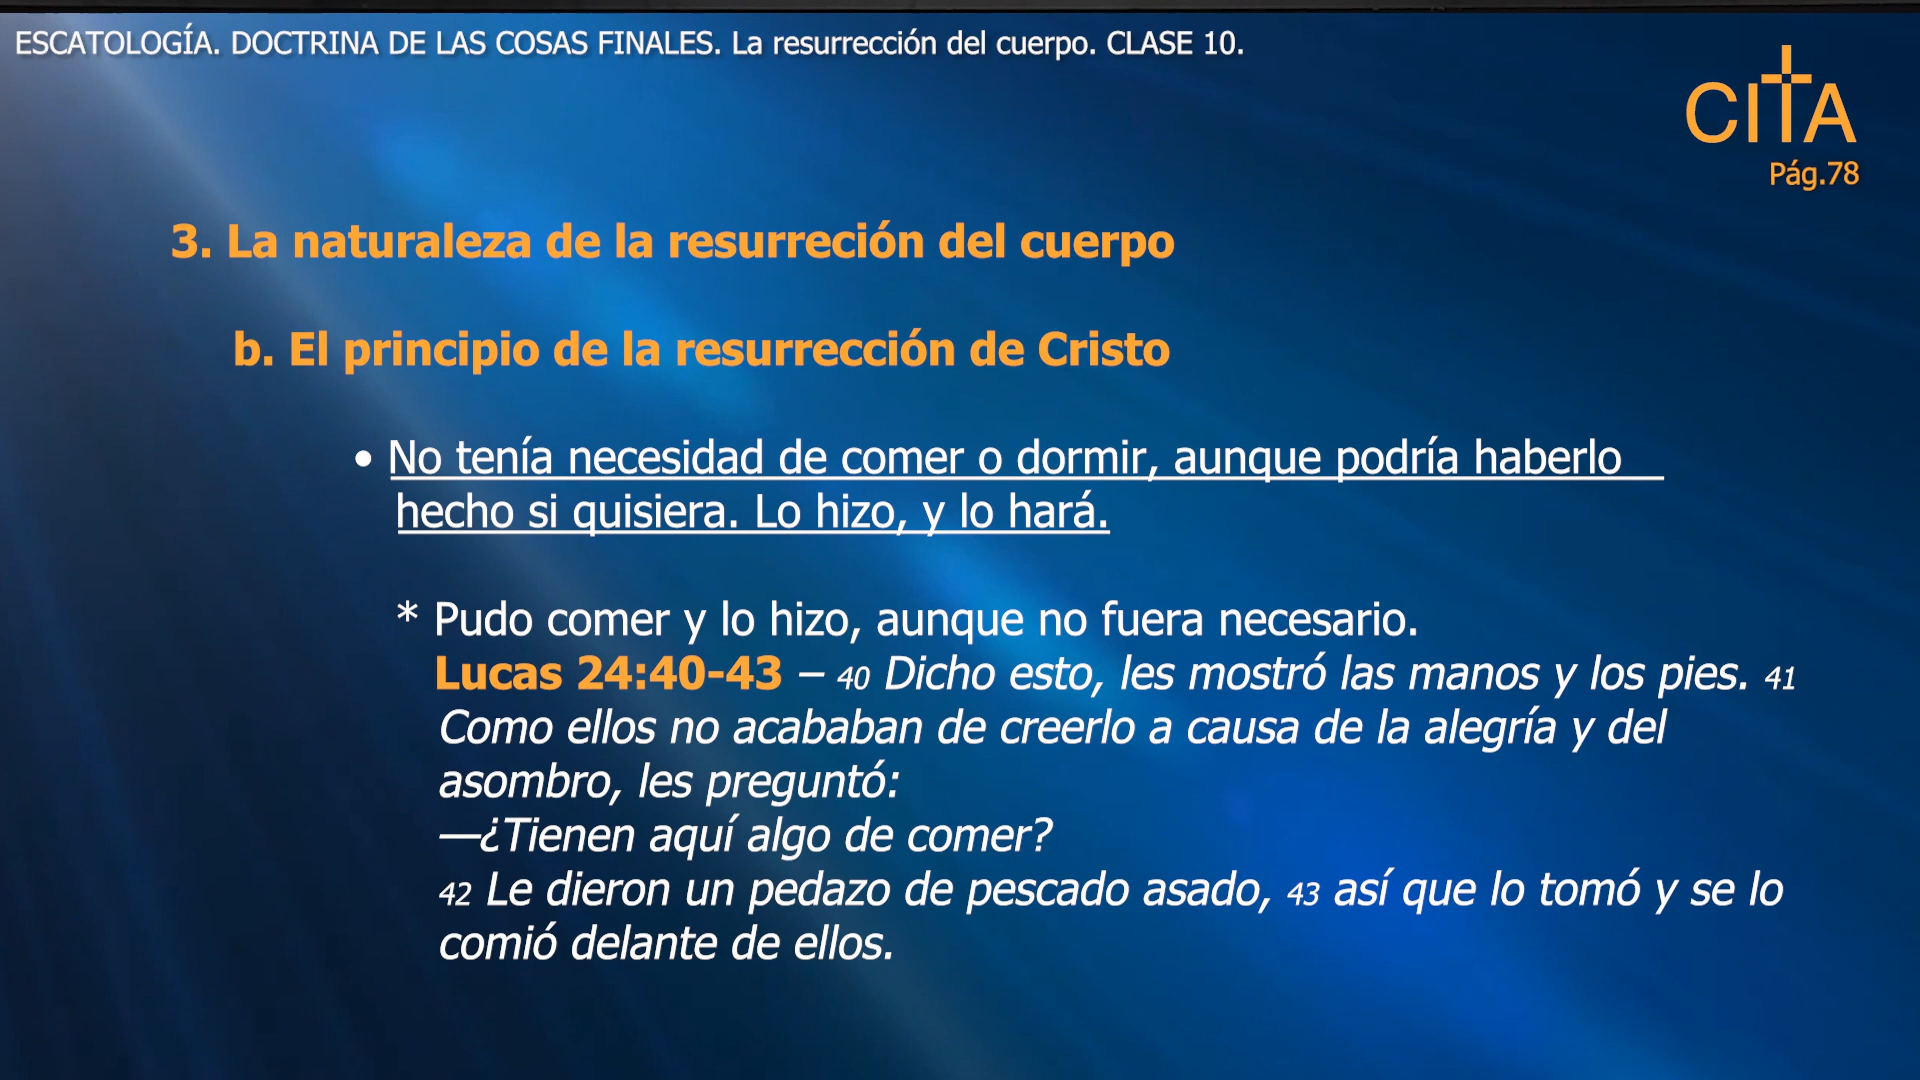 ESCATOLOGÍA. DOCTRINA DE LAS COSAS FINALES. La resurrección del cuerpo. CLASE 10.
CITA
Pág.78
3. La naturaleza de la resurreción del cuerpo
b. El principio de la resurrección de Cristo
• No tenía necesidad de comer o dormir, aunque podría haberlo
hecho si quisiera. Lo hizo, y lo hará.
* Pudo comer y lo hizo, aunque no fuera necesario.
Lucas 24:40-43 – 40 Dicho esto, les mostró las manos y los pies. 41
Como ellos no acababan de creerlo a causa de la alegría y del
asombro, les preguntó:
—¿Tienen aquí algo de comer?
42 Le dieron un pedazo de pescado asado, 43 así que lo tomó y se lo
comió delante de ellos.